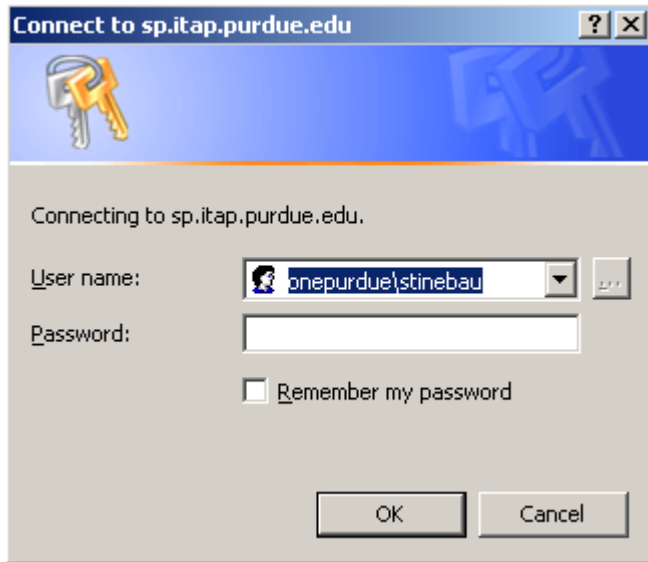 Connect to sp.itap.purdue.edu
Connecting to sp.itap.purdue.edu.
User name: onepurdue\stinebau ...
Password:
Remember my password
OK Cancel